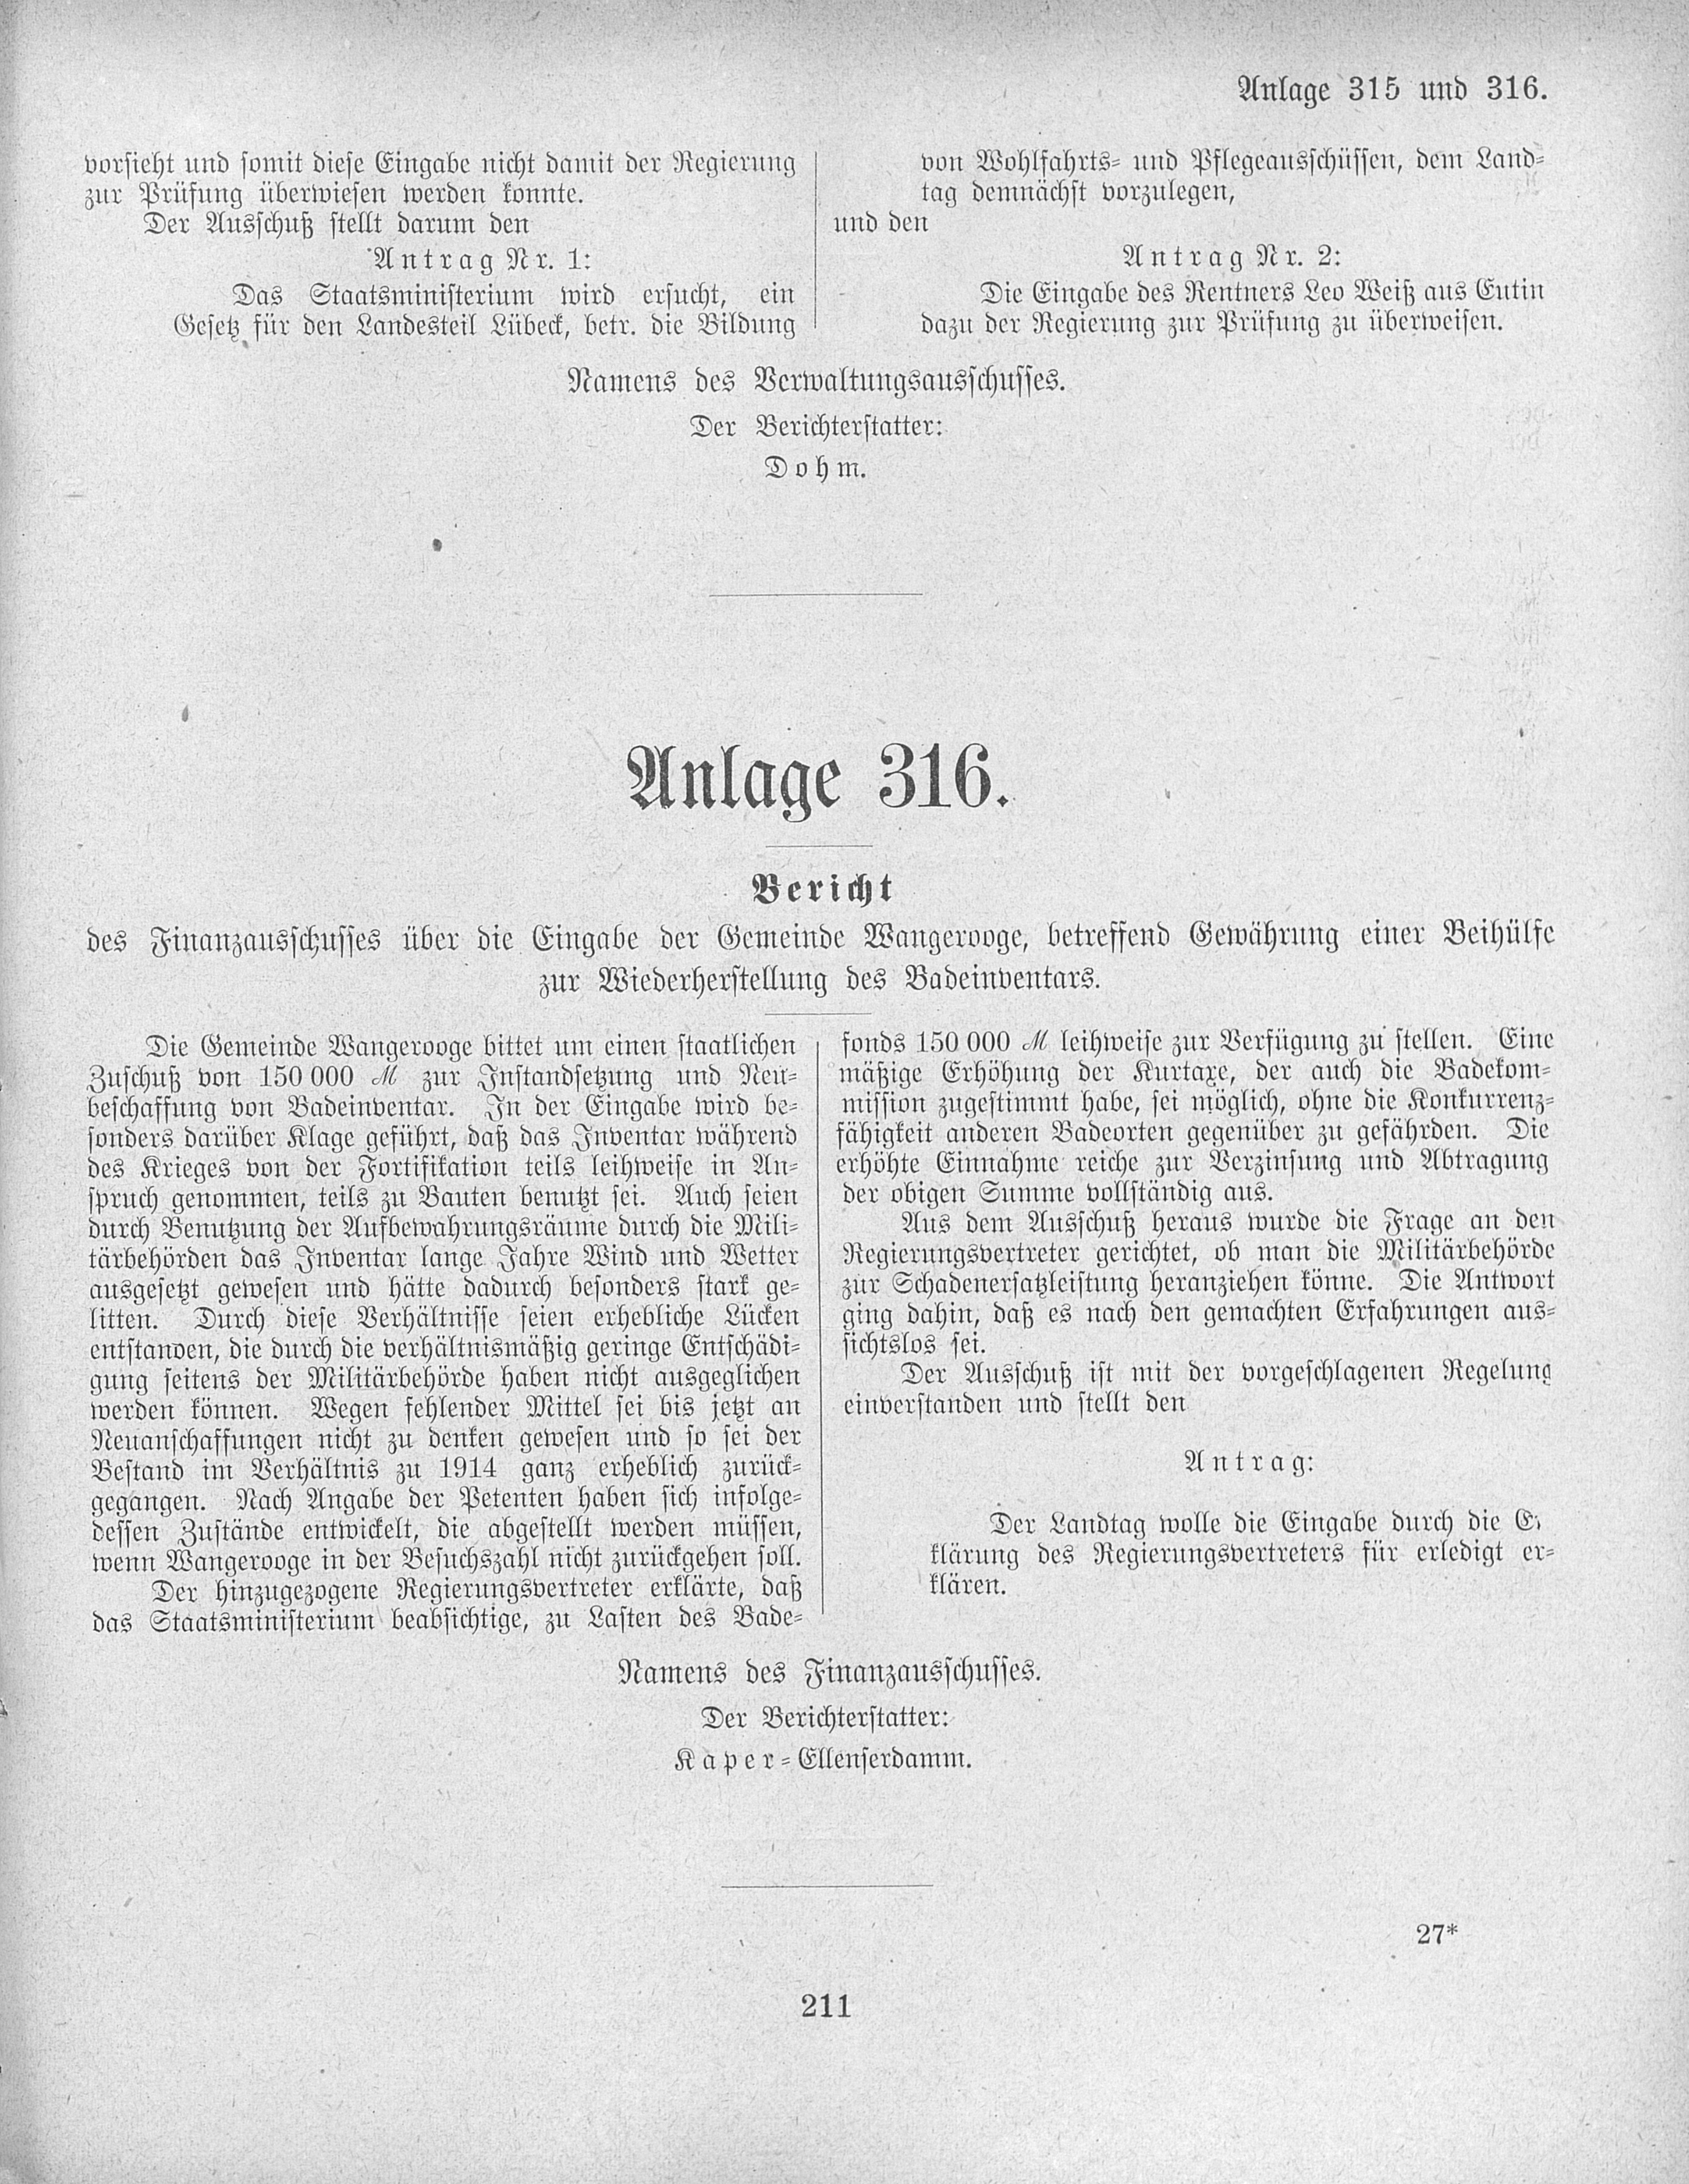 Anlage 315 und 316.
vorsieht und somit diese Eingabe nicht damit der Regierung
zur Prüfung überwiesen werden konnte.
Der Ausschuß stellt darum den
Antrag Nr. 1:
Das Staatsministerium wird ersucht, ein
Gesetz für den Landesteil Lübeck, betr. die Bildung
von Wohlfahrts- und Pflegeausschüssen, dem Land-
tag demnächst vorzulegen,
und den
Antrag Nr. 2:
Die Eingabe des Rentners Leo Weiß aus Eutin
dazu der Regierung zur Prüfung zu überweisen.
Namens des Verwaltungsausschusses.
Der Berichterstatter:
Dohm.
Anlage 316.
Bericht
des Finanzausschusses über die Eingabe der Gemeinde Wangerooge, betreffend Gewährung einer Beihülfe
zur Wiederherstellung des Badeinventars.
Die Gemeinde Wangerooge bittet um einen staatlichen
Zuschuß von 150 000 ℳ zur Instandsetzung und Neu-
beschaffung von Badeinventar. In der Eingabe wird be-
sonders darüber Klage geführt, daß das Inventar während
des Krieges von der Fortifikation teils leihweise in An-
spruch genommen, teils zu Bauten benutzt sei. Auch seien
durch Benutzung der Aufbewahrungsräume durch die Mili-
tärbehörden das Inventar lange Jahre Wind und Wetter
ausgesetzt gewesen und hätte dadurch besonders stark ge-
litten. Durch diese Verhältnisse seien erhebliche Lücken
entstanden, die durch die verhältnismäßig geringe Entschädi-
gung seitens der Militärbehörde haben nicht ausgeglichen
werden können. Wegen fehlender Mittel sei bis jetzt an
Neuanschaffungen nicht zu denken gewesen und so sei der
Bestand im Verhältnis zu 1914 ganz erheblich zurück-
gegangen. Nach Angabe der Petenten haben sich infolge-
dessen Zustände entwickelt, die abgestellt werden müssen,
wenn Wangerooge in der Besuchszahl nicht zurückgehen soll.
Der hinzugezogene Regierungsvertreter erklärte, daß
das Staatsministerium beabsichtige, zu Lasten des Bade-
fonds 150 000 ℳ leihweise zur Verfügung zu stellen. Eine
mäßige Erhöhung der Kurtaxe, der auch die Badekom-
mission zugestimmt habe, sei möglich, ohne die Konkurrenz-
fähigkeit anderen Badeorten gegenüber zu gefährden. Die
erhöhte Einnahme reiche zur Verzinsung und Abtragung
der obigen Summe vollständig aus.
Aus dem Ausschuß heraus wurde die Frage an den
Regierungsvertreter gerichtet, ob man die Militärbehörde
zur Schadenersatzleistung heranziehen könne. Die Antwort
ging dahin, daß es nach den gemachten Erfahrungen aus-
sichtslos sei.
Der Ausschuß ist mit der vorgeschlagenen Regelung
einverstanden und stellt den
Antrag:
Der Landtag wolle die Eingabe durch die Er
klärung des Regierungsvertreters für erledigt er-
klären.
Namens des Finanzausschusses.
Der Berichterstatter:
Kaper-Ellenserdamm.
27*
211